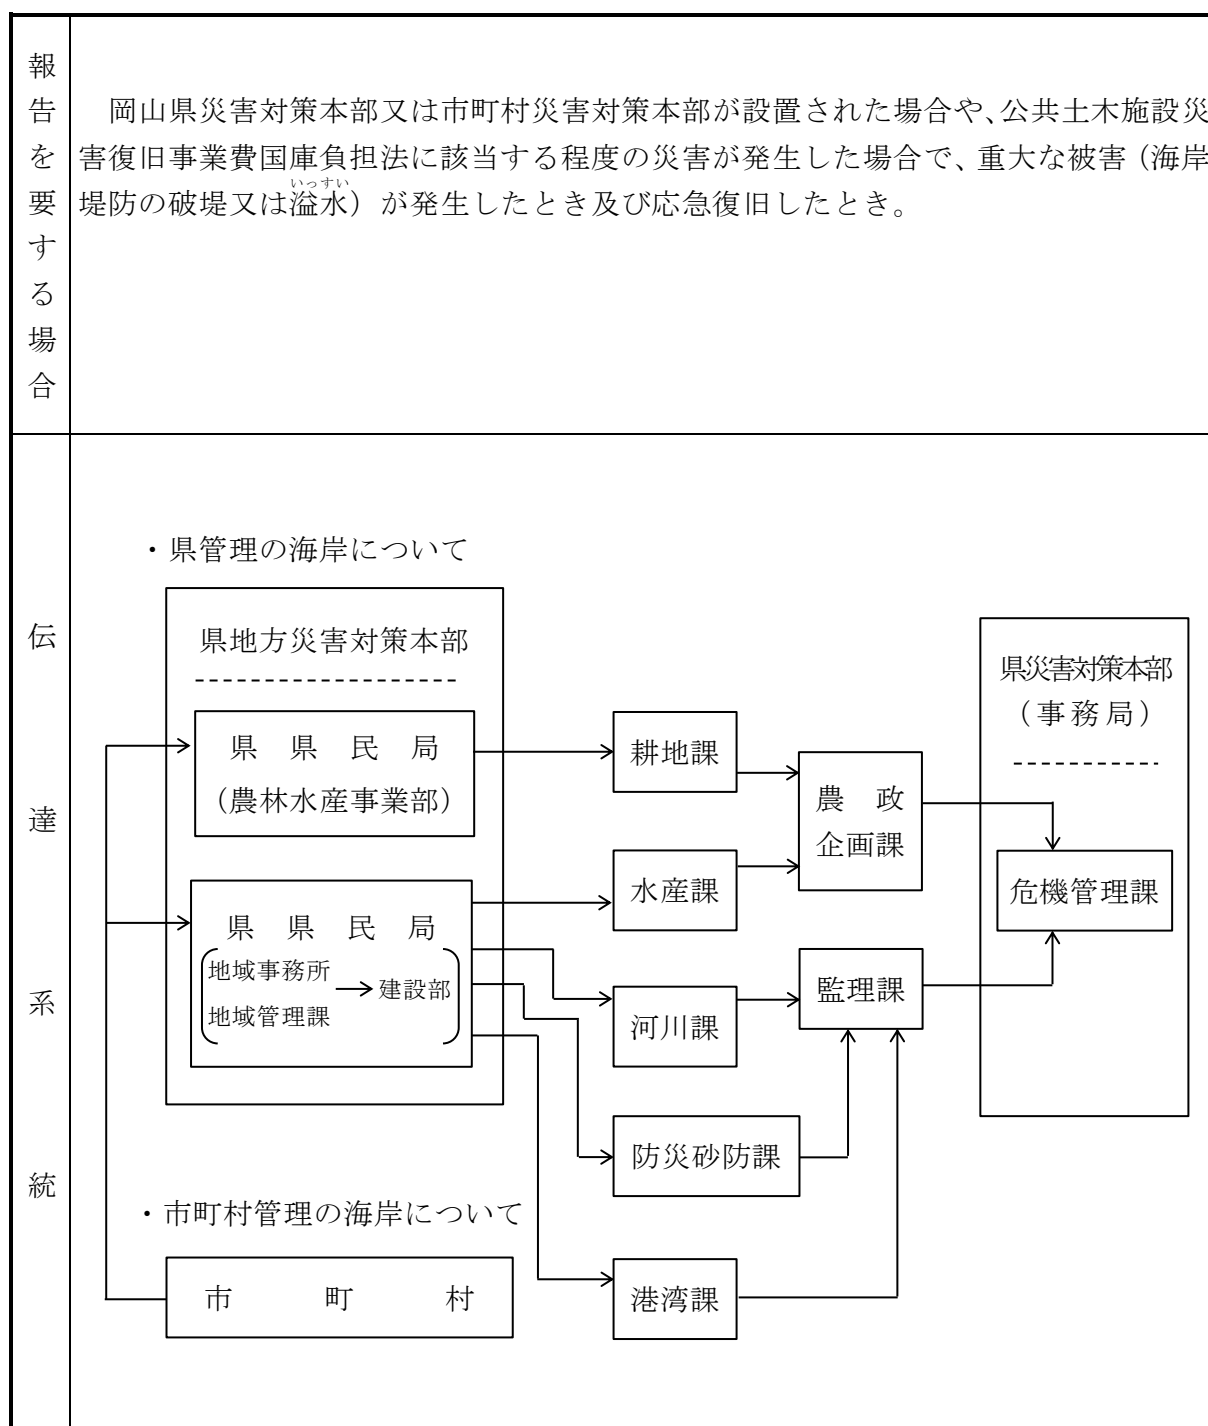 報告を要する場合
岡山県災害対策本部又は市町村災害対策本部が設置された場合や、公共土木施設災
害復旧事業費国庫負担法に該当する程度の災害が発生した場合で、重大な被害（海岸
いっすい
堤防の破堤又は溢水）が発生したとき及び応急復旧したとき。
伝達系統
・県管理の海岸について
県地方災害対策本部
県県民局
（農林水産事業部）
県県民局
地域事務所
地域管理課
建設部
耕地課
水産課
河川課
防災砂防課
港湾課
農政
企画課
監理課
県災害対策本部
（事務局）
危機管理課
・市町村管理の海岸について
市町村